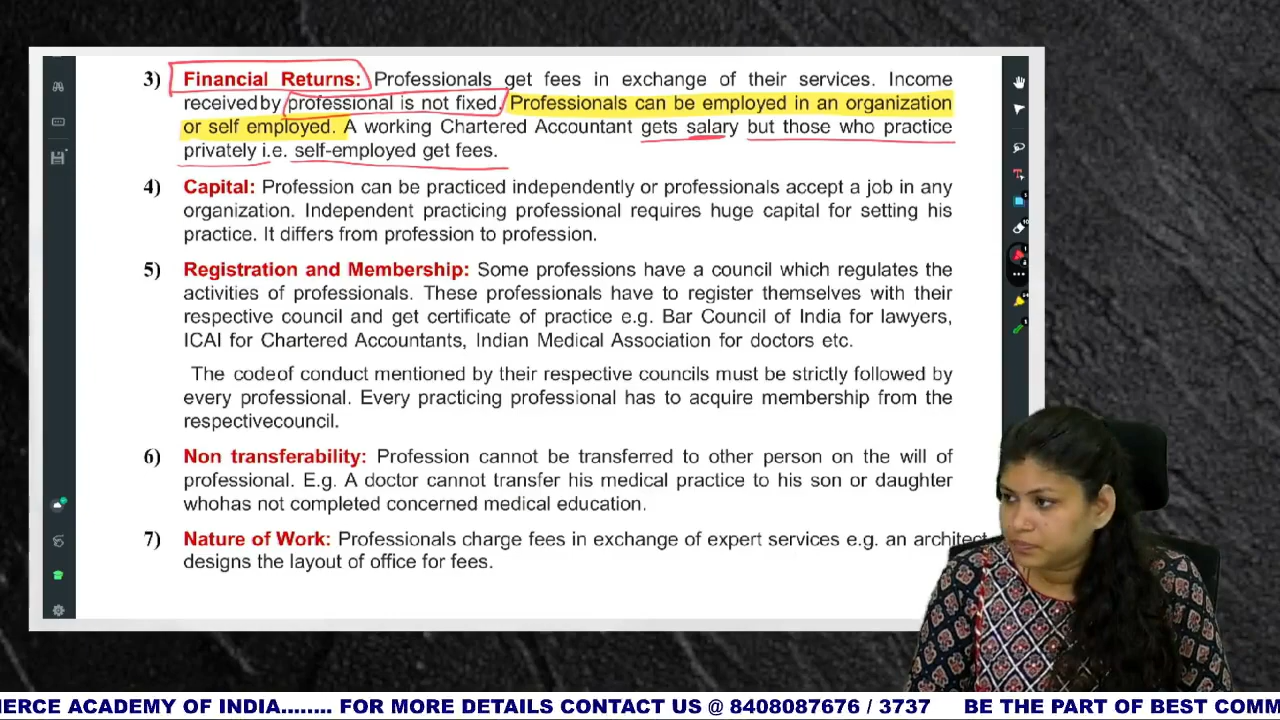 3) Financial Returns: Professionals get fees in exchange of their services. Income
receivedby professional is not fixed. Professionals can be employed in an organization
or self employed. A working Chartered Accountant gets salary but those who practice
privately i.e. self-employed get fees.
4) Capital: Profession can be practiced independently or professionals accept a job in any
organization. Independent practicing professional requires huge capital for setting his
practice. It differs from profession to profession.
5) Registration and Membership: Some professions have a council which regulates the
activities of professionals. These professionals have to register themselves with their
respective council and get certificate of practice e.g. Bar Council of India for lawyers,
ICAI for Chartered Accountants, Indian Medical Association for doctors etc.
The codeof conduct mentioned by their respective councils must be strictly followed by
every professional. Every practicing professional has to acquire membership from the
respectivecouncil.
6) Non transferability: Profession cannot be transferred to other person on the will of
professional. E.g. A doctor cannot transfer his medical practice to his son or daughter
whohas not completed concerned medical education.
7) Nature of Work: Professionals charge fees in exchange of expert services e.g. an architect
designs the layout of office for fees.
MERCE ACADEMY OF INDIA........ FOR MORE DETAILS CONTACT US @ 8408087676 / 3737 BE THE PART OF BEST COMM